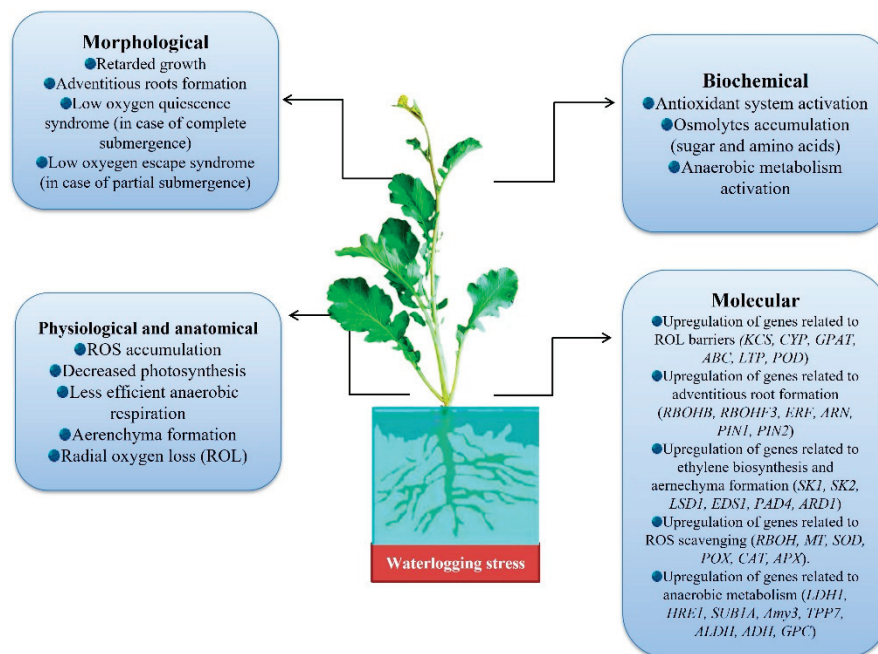 Morphological
Retarded growth
Adventitious roots formation
Low oxygen quiescence
syndrome (in case of complete
submergence)
Low oxyegen escape syndrome
(in case of partial submergence)
Biochemical
Antioxidant system activation
Osmolytes accumulation
(sugar and amino acids)
Anaerobic metabolism
activation
Physiological and anatomical
ROS accumulation
Decreased photosynthesis
Less efficient anaerobic
respiration
Aerenchyma formation
Radial oxygen loss (ROL)
Molecular
Upregulation of genes related to
ROL barriers (KCS, CYP, GPAT,
ABC, LTP, POD)
Upregulation of genes related to
adventitious root formation
(RBOHB, RBOHF3, ERF, ARN,
PIN1, PIN2)
Upregulation of genes related to
ethylene biosynthesis and
aernechyma formation (SK1, SK2,
LSD1, EDS1, PAD4, ARD1)
Upregulation of genes related to
ROS scavenging (RBOH, MT, SOD,
POX, CAT, APX).
Upregulation of genes related to
anaerobic metabolism (LDH1,
HRE1, SUB1A, Amy3, TPP7,
ALDH, ADH, GPC)
Waterlogging stress